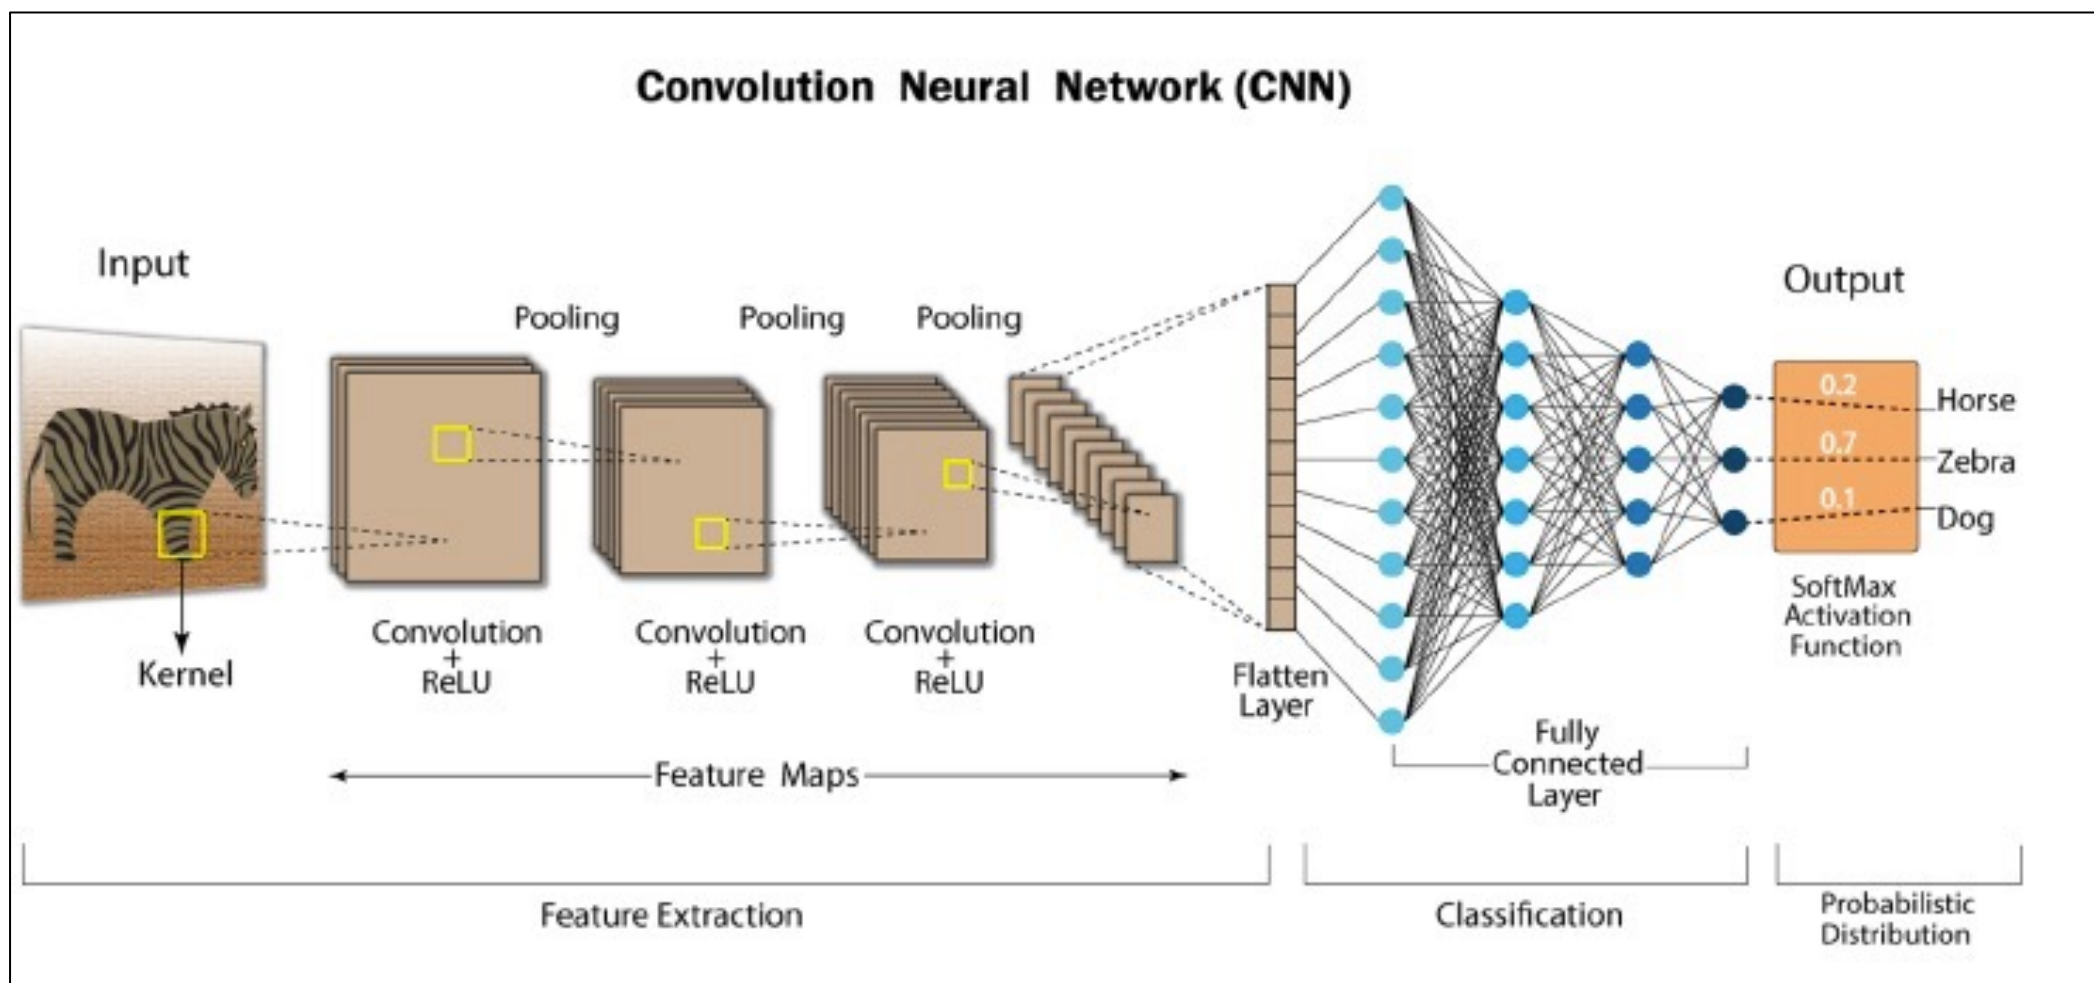 Convolution Neural Network (CNN)
Input
Kernel
Pooling
Pooling
Pooling
Convolution
+
ReLU
Convolution
+
ReLU
Convolution
+
ReLU
Feature Maps
Flatten
Layer
Fully
Connected
Layer
Output
0.2
Horse
0.7
Zebra
0.1
Dog
SoftMax
Activation
Function
Feature Extraction
Classification
Probabilistic
Distribution